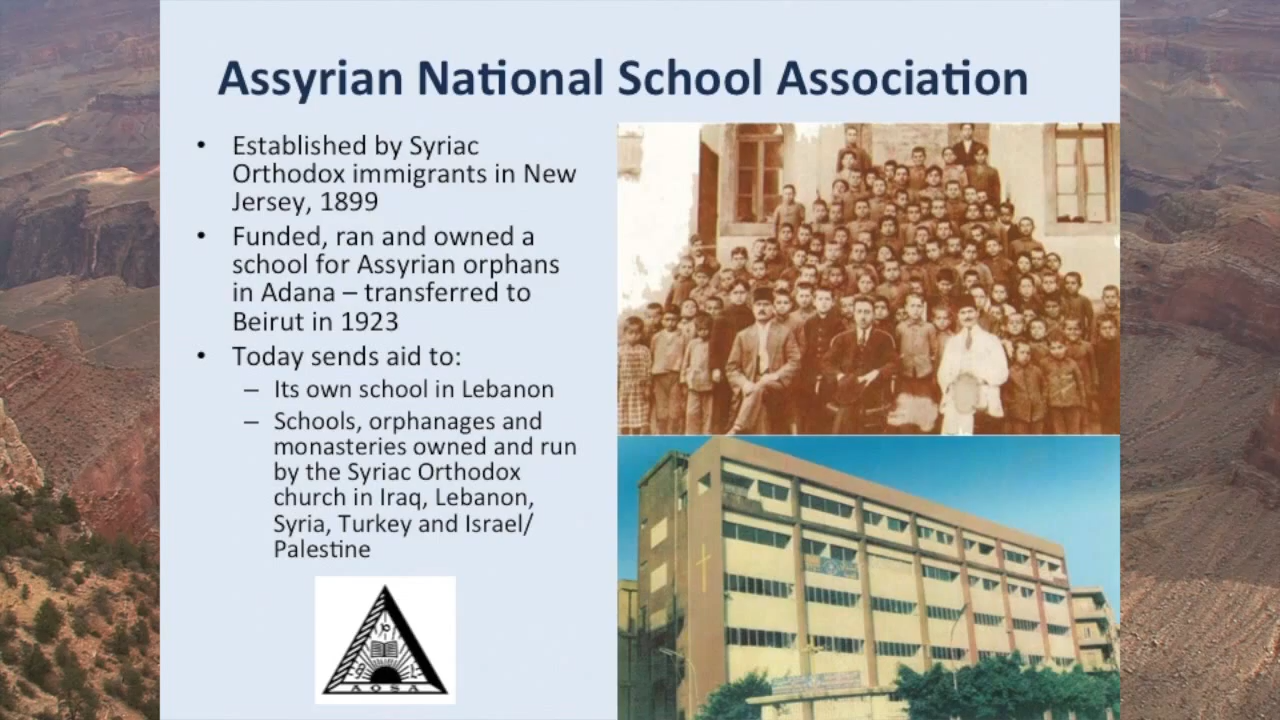 Assyrian National School Association
• Established by Syriac
Orthodox immigrants in New
Jersey, 1899
• Funded, ran and owned a
school for Assyrian orphans
in Adana – transferred to
Beirut in 1923
• Today sends aid to:
– Its own school in Lebanon
– Schools, orphanages and
monasteries owned and run
by the Syriac Orthodox
church in Iraq, Lebanon,
Syria, Turkey and Israel/
Palestine
A O S A